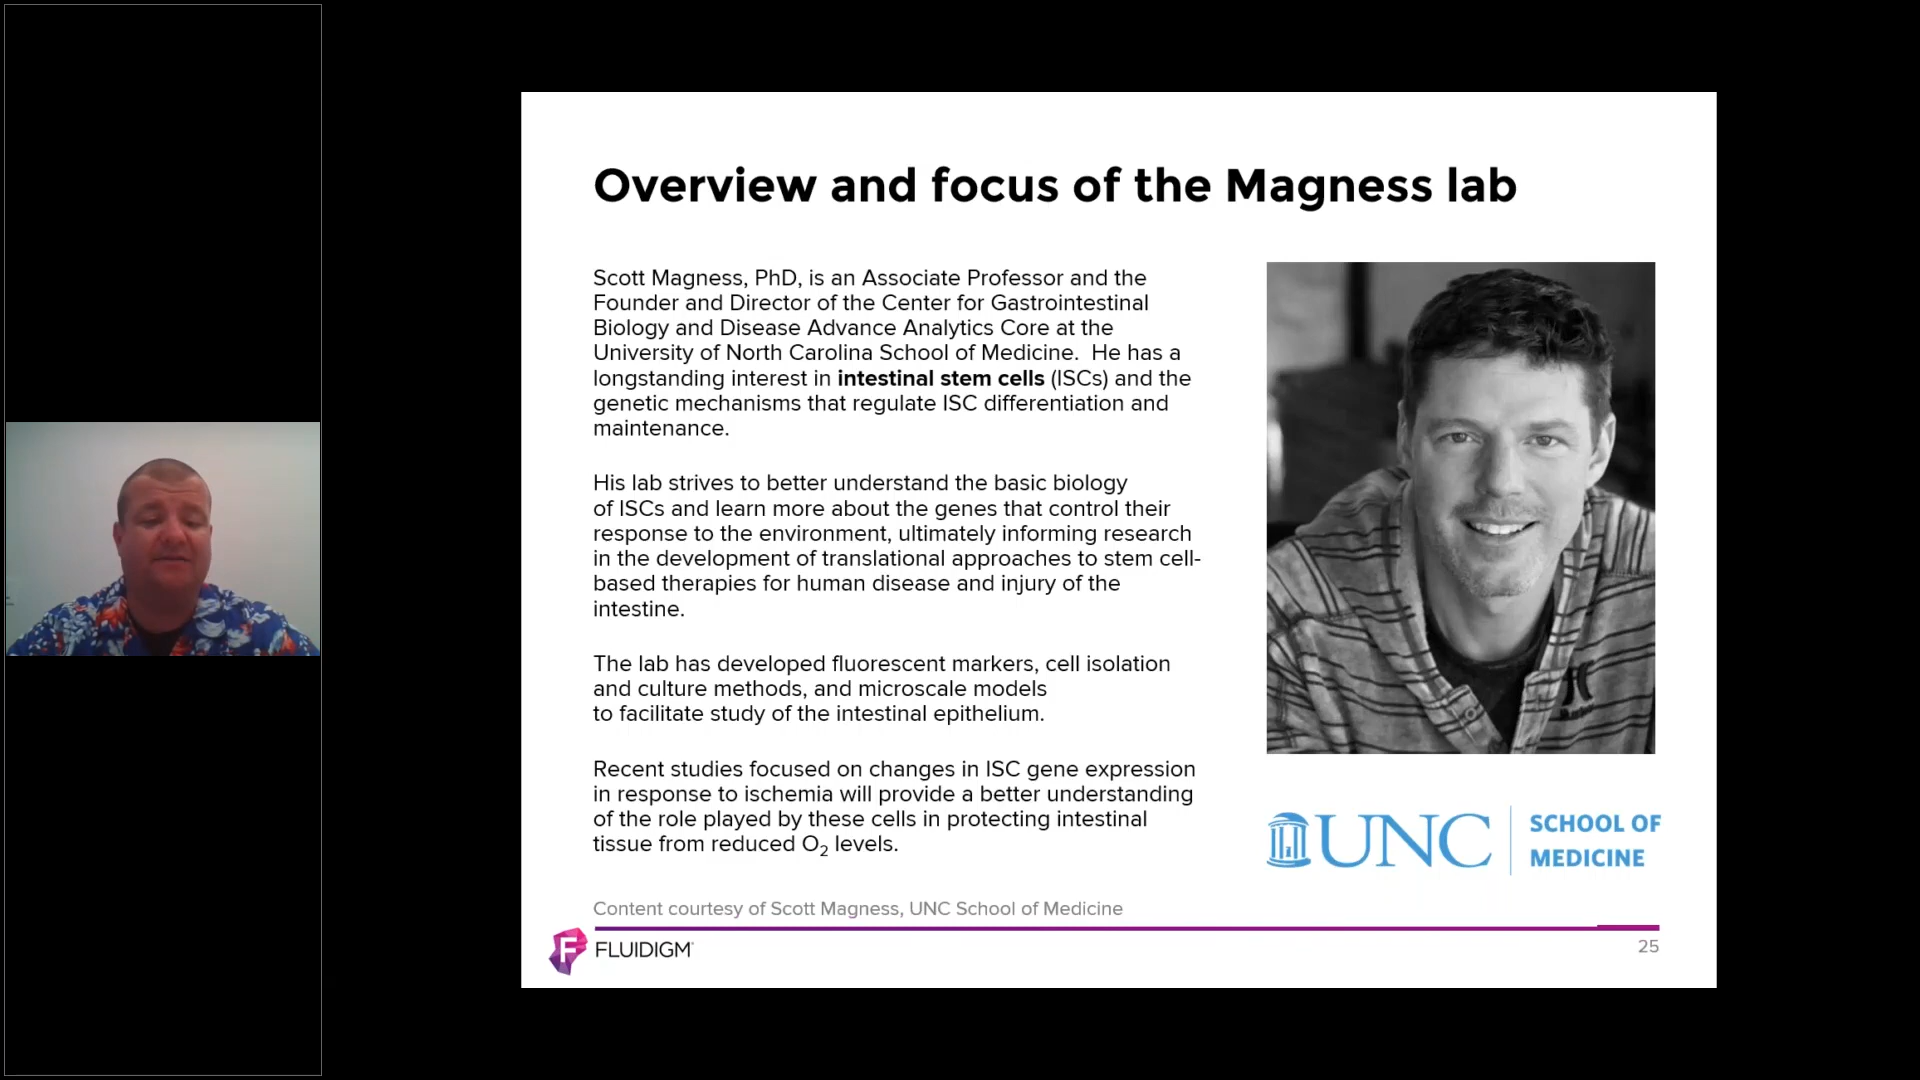 Overview and focus of the Magness lab
Scott Magness, PhD, is an Associate Professor and the
Founder and Director of the Center for Gastrointestinal
Biology and Disease Advance Analytics Core at the
University of North Carolina School of Medicine.  He has a
longstanding interest in intestinal stem cells (ISCs) and the
genetic mechanisms that regulate ISC differentiation and
maintenance.
His lab strives to better understand the basic biology
of ISCs and learn more about the genes that control their
response to the environment, ultimately informing research
in the development of translational approaches to stem cell-
based therapies for human disease and injury of the
intestine.
The lab has developed fluorescent markers, cell isolation
and culture methods, and microscale models
to facilitate study of the intestinal epithelium.
Recent studies focused on changes in ISC gene expression
in response to ischemia will provide a better understanding
of the role played by these cells in protecting intestinal
tissue from reduced O₂ levels.
UNC
SCHOOL OF
MEDICINE
Content courtesy of Scott Magness, UNC School of Medicine
F FLUIDIGM
25